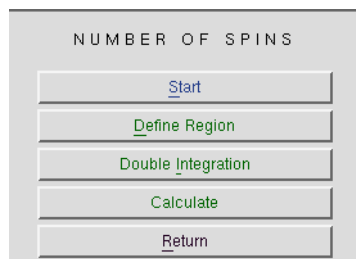 NUMBER OF SPINS
Start
Define Region
Double Integration
Calculate
Return